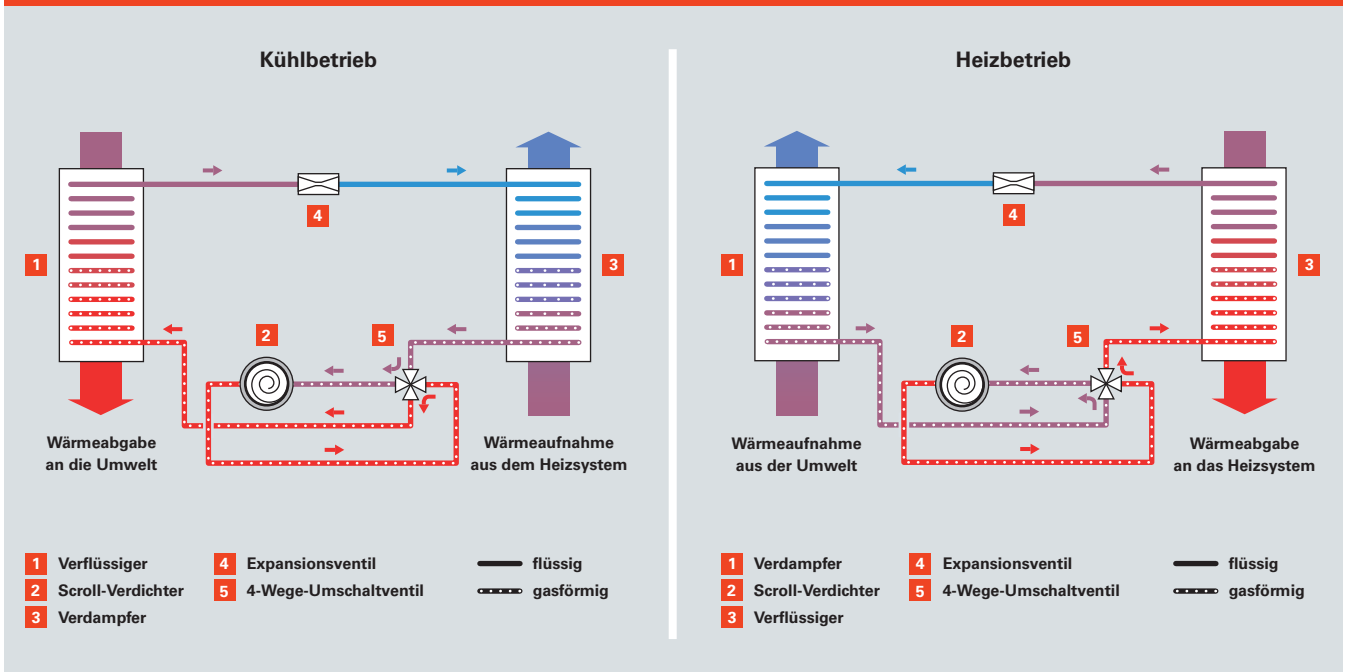 Kühlbetrieb
4
1
3
2
5
Wärmeabgabe
an die Umwelt
Wärmeaufnahme
aus dem Heizsystem
1 Verflüssiger
2 Scroll-Verdichter
3 Verdampfer
4 Expansionsventil
5 4-Wege-Umschaltventil
flüssig
gasförmig
Heizbetrieb
4
1
3
2
5
Wärmeaufnahme
aus der Umwelt
Wärmeabgabe
an das Heizsystem
1 Verdampfer
2 Scroll-Verdichter
3 Verflüssiger
4 Expansionsventil
5 4-Wege-Umschaltventil
flüssig
gasförmig